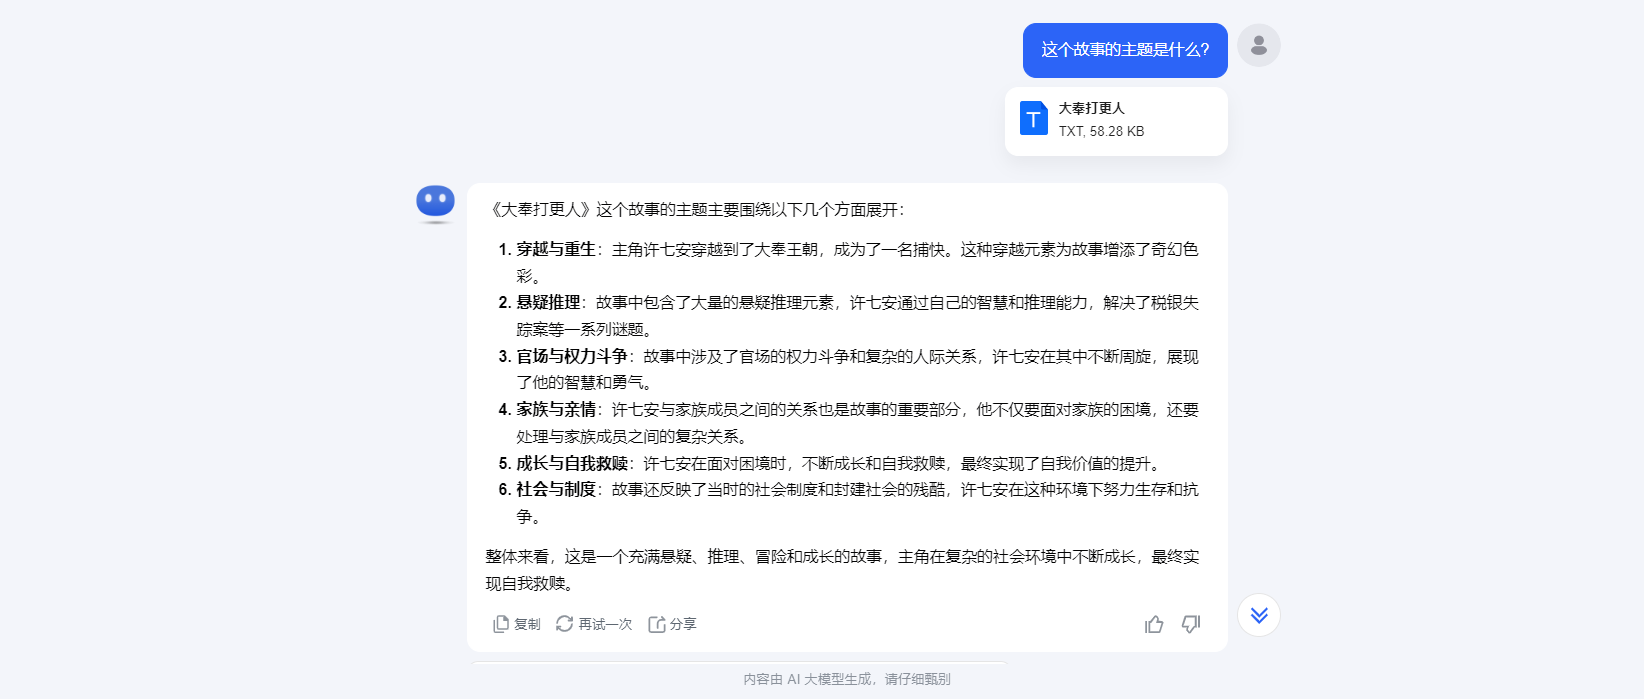 这个故事的主题是什么?
T
大奉打更人
TXT, 58.28 KB
《大奉打更人》这个故事的主题主要围绕以下几个方面展开：
1. 穿越与重生：主角许七安穿越到了大奉王朝，成为了一名捕快。这种穿越元素为故事增添了奇幻色
彩。
2. 悬疑推理：故事中包含了大量的悬疑推理元素，许七安通过自己的智慧和推理能力，解决了税银失
踪案等一系列谜题。
3. 官场与权力斗争：故事中涉及了官场的权力斗争和复杂的人际关系，许七安在其中不断周旋，展现
了他的智慧和勇气。
4. 家族与亲情：许七安与家族成员之间的关系也是故事的重要部分，他不仅要面对家族的困境，还要
处理与家族成员之间的复杂关系。
5. 成长与自我救赎：许七安在面对困境时，不断成长和自我救赎，最终实现了自我价值的提升。
6. 社会与制度：故事还反映了当时的社会制度和封建社会的残酷，许七安在这种环境下努力生存和抗
争。
整体来看，这是一个充满悬疑、推理、冒险和成长的故事，主角在复杂的社会环境中不断成长，最终实
现自我救赎。
复制 再试一次 分享
内容由 AI 大模型生成，请仔细甄别